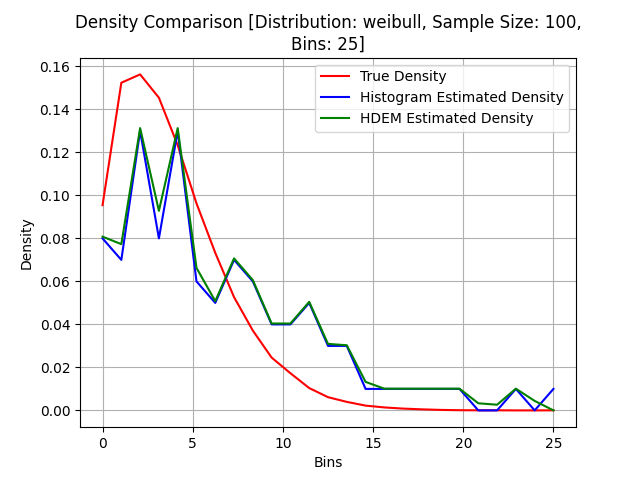 Density Comparison [Distribution: weibull, Sample Size: 100,
Bins: 25]
True Density
Histogram Estimated Density
HDEM Estimated Density
0.16
0.14
0.12
0.10
0.08
0.06
0.04
0.02
0.00
Density
0 5 10 15 20 25
Bins